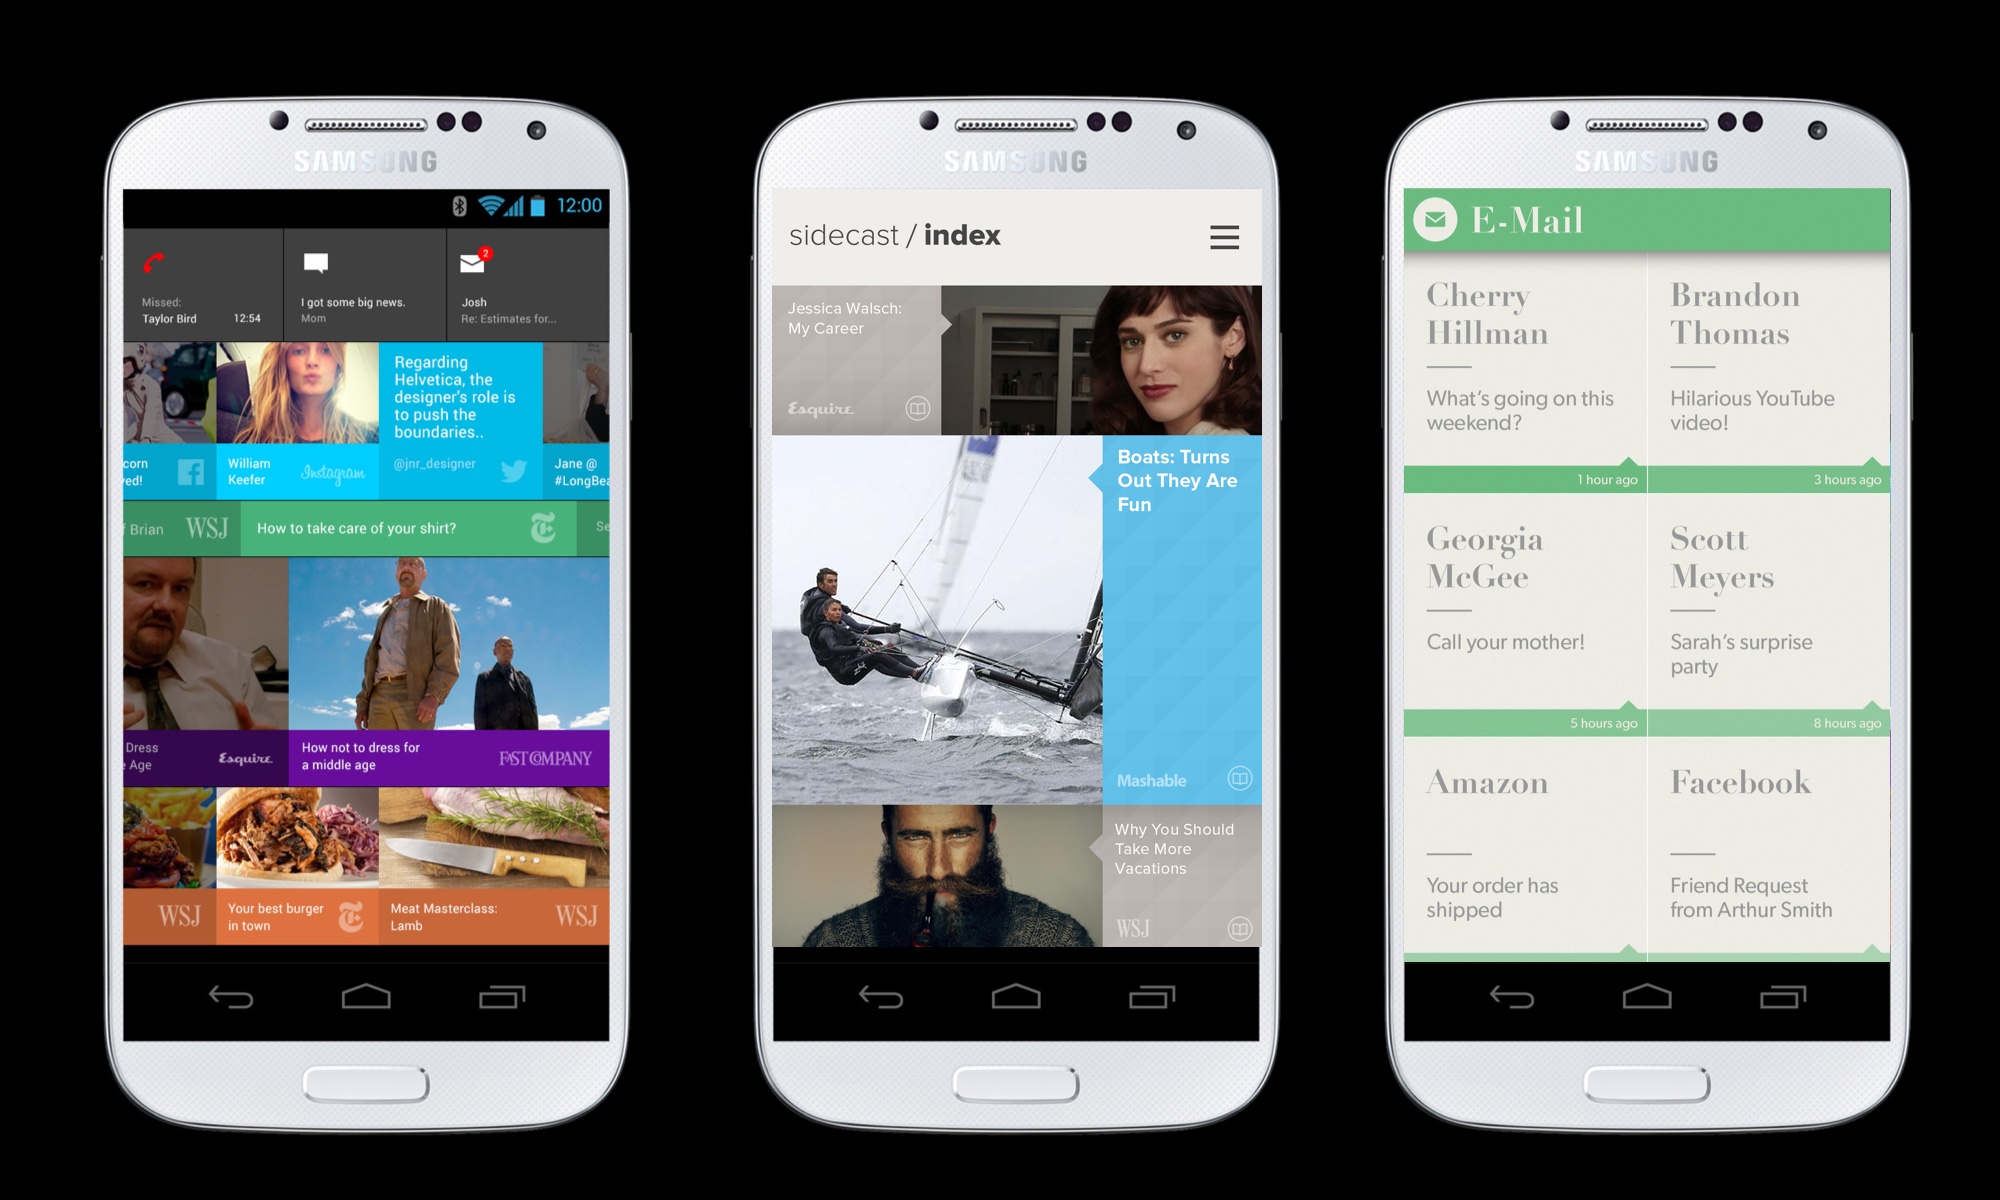 SAMSUNG
12:00
Missed:
Taylor Bird 12:54
I got some big news.
Mom
2
Josh
Re: Estimates for...
Regarding
Helvetica, the
designer's role is
to push the
boundaries..
@jnr_designer
corn
ved!
William
Keefer
Instagram
Jane @
#LongBea
f Brian
WSJ
How to take care of your shirt?
Se
Dress
e Age
Esquire
How not to dress for
a middle age
FAST COMPANY
WSJ
Your best burger
in town
Meat Masterclass:
Lamb
WSJ
SAMSUNG
sidecast / index
Jessica Walsch:
My Career
Esquire
Boats: Turns
Out They Are
Fun
Mashable
Why You Should
Take More
Vacations
WSJ
SAMSUNG
E-Mail
Cherry
Hillman
What's going on this
weekend?
1 hour ago
Brandon
Thomas
Hilarious YouTube
video!
3 hours ago
Georgia
McGee
Call your mother!
5 hours ago
Scott
Meyers
Sarah's surprise
party
8 hours ago
Amazon
Your order has
shipped
Facebook
Friend Request
from Arthur Smith